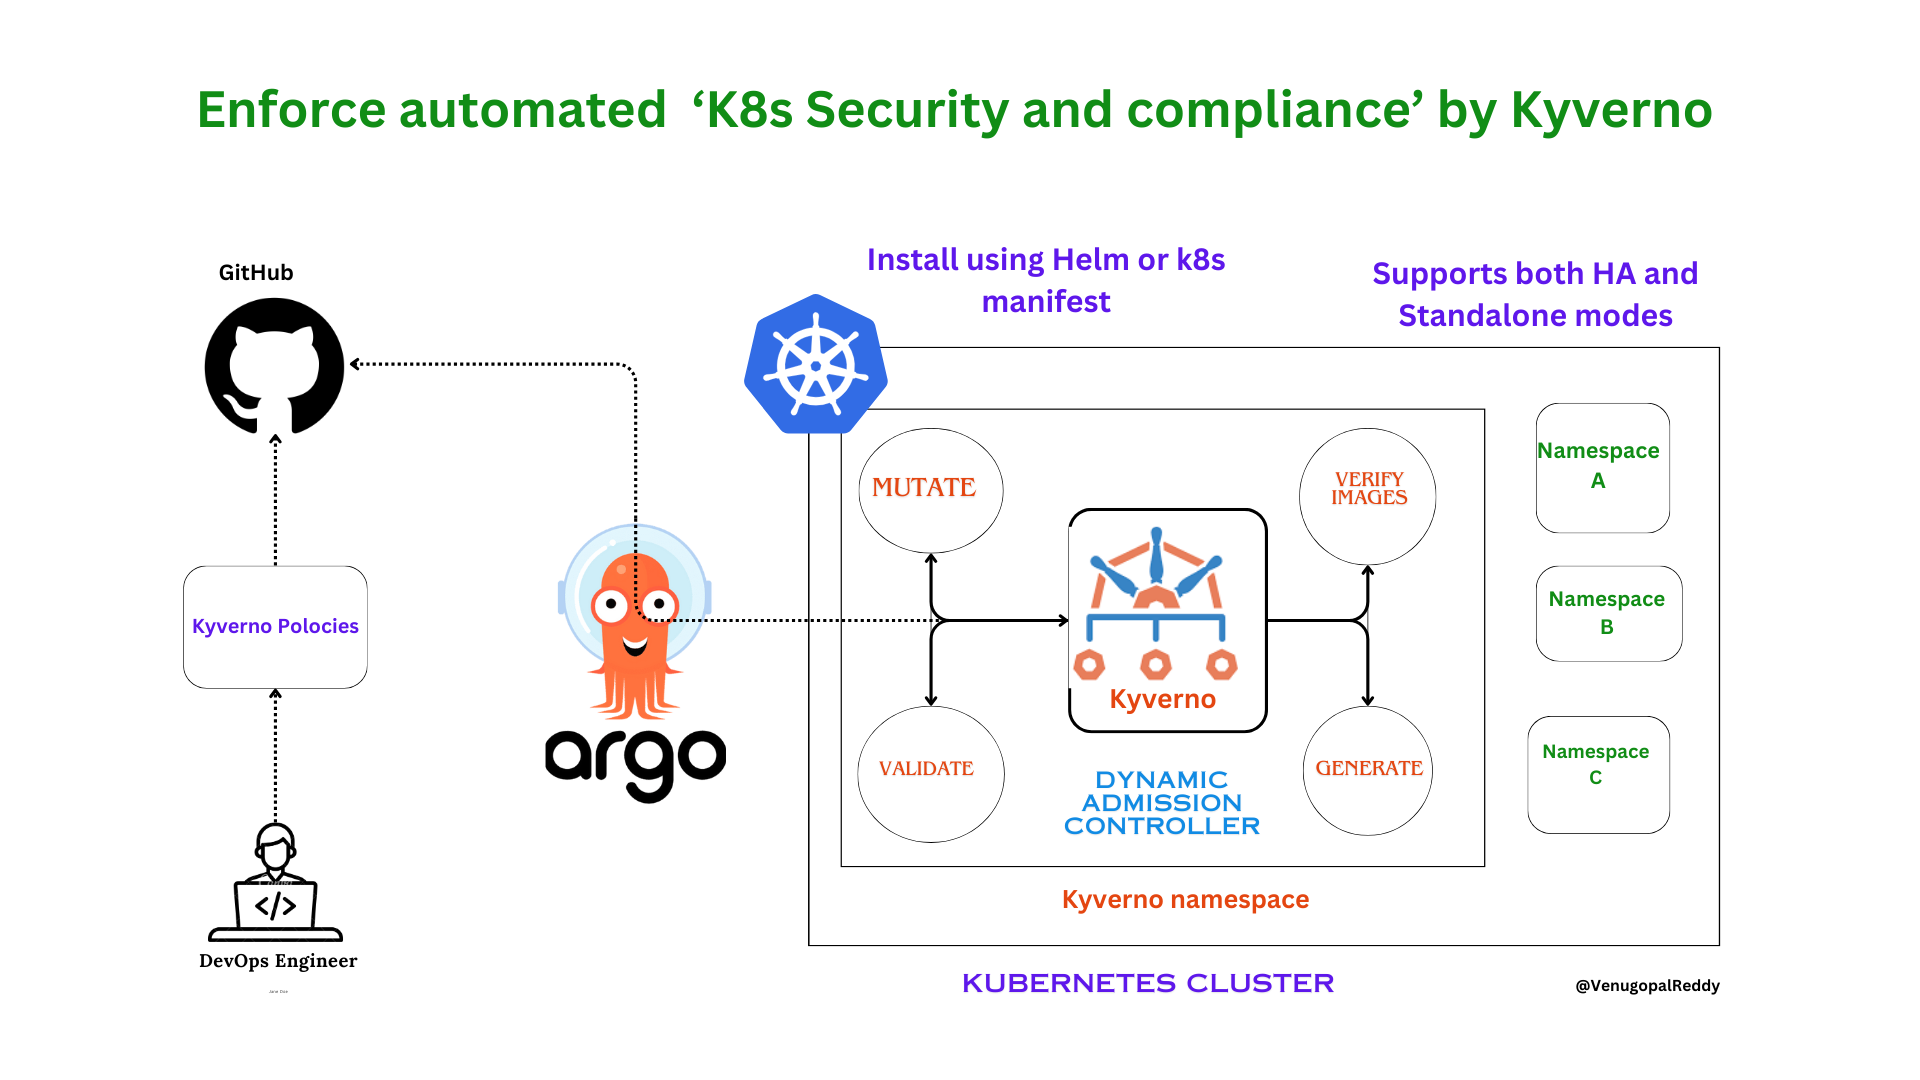 Enforce automated ‘K8s Security and compliance’ by Kyverno
GitHub
Install using Helm or k8s
manifest
Supports both HA and
Standalone modes
Namespace
A
MUTATE
VERIFY
IMAGES
Kyverno Polocies
Namespace
B
Kyverno
argo
VALIDATE
GENERATE
Namespace
C
DYNAMIC
ADMISSION
CONTROLLER
</>
Kyverno namespace
DevOps Engineer
Jane Doe
KUBERNETES CLUSTER
@VenugopalReddy